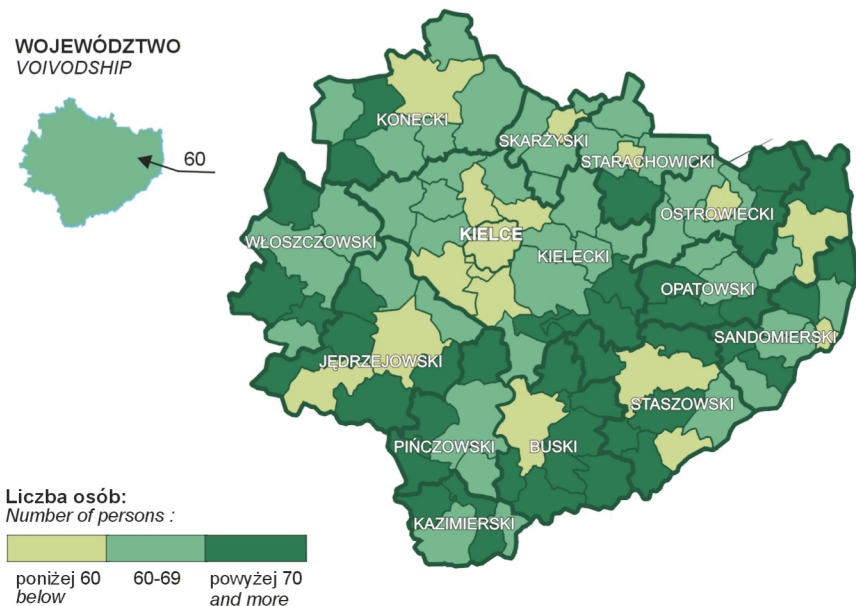 WOJEWÓDZTWO
VOIVODSHIP
60
KONECKI
SKARŻYSKI
STARACHOWICKI
OSTROWIECKI
WŁOSZCZOWSKI
KIELCE
KIELECKI
OPATOWSKI
SANDOMIERSKI
JĘDRZEJOWSKI
STASZOWSKI
PIŃCZOWSKI
BUSKI
KAZIMIERSKI
Liczba osób:
Number of persons :
poniżej 60
below
60-69
powyżej 70
and more